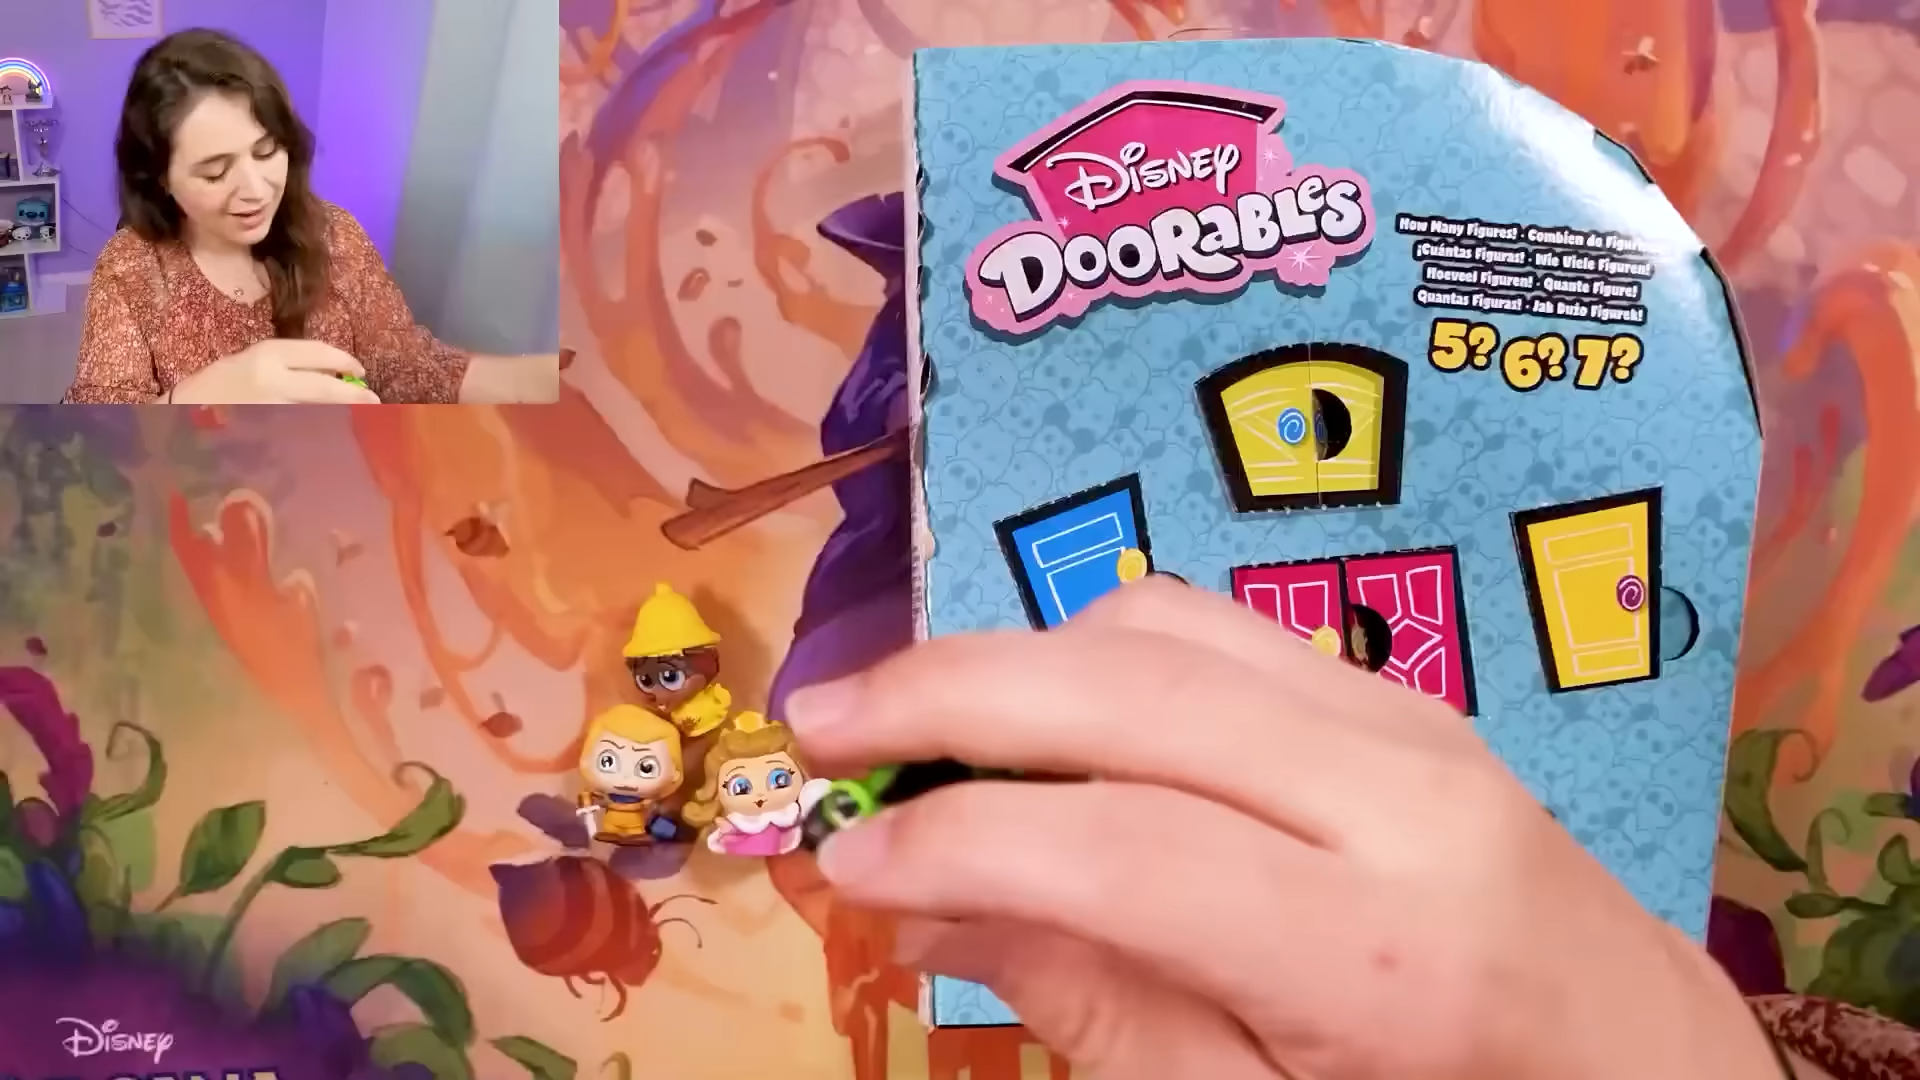 DISNEY
DOORABLES
How Many Figures? · Combien de
¡Cuántas Figuras! · Wie Viele Figuren!
Hoeveel Figuren! · Quante Figure!
Quantas Figuras! · Jak Dużo Figurek!
5? 6? 7?
DISNEY